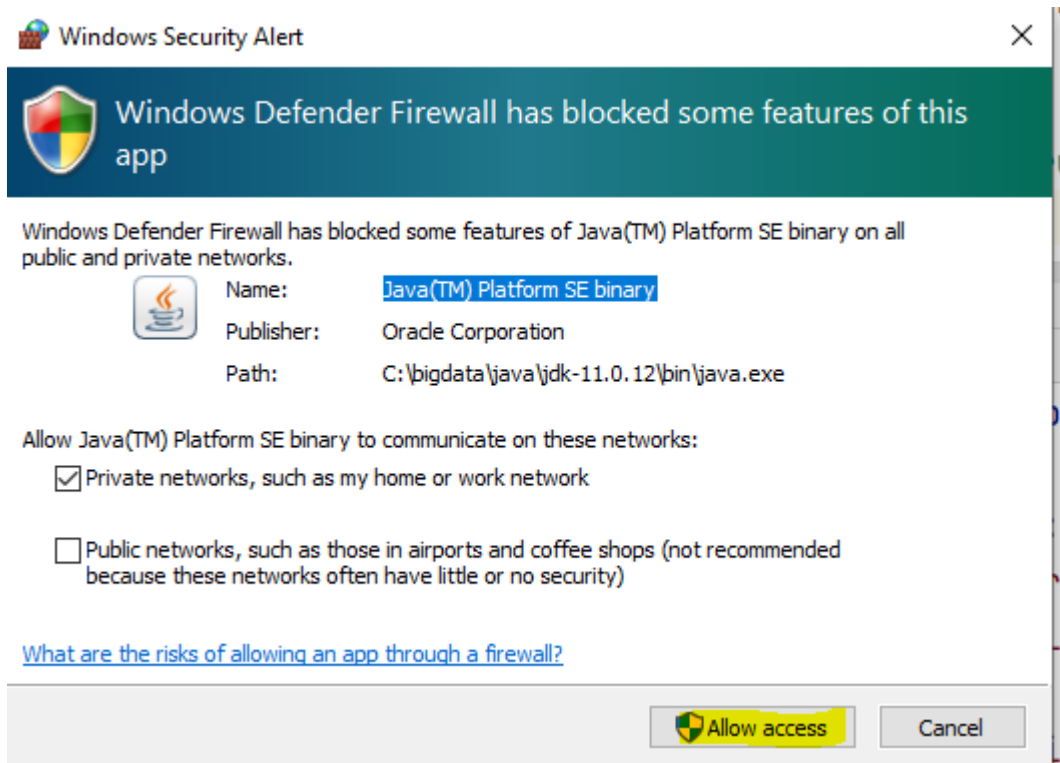 Windows Security Alert
Windows Defender Firewall has blocked some features of this
app
Windows Defender Firewall has blocked some features of Java(TM) Platform SE binary on all
public and private networks.
Name: Java(TM) Platform SE binary
Publisher: Oracle Corporation
Path: C:\bigdata\java\jdk-11.0.12\bin\java.exe
Allow Java(TM) Platform SE binary to communicate on these networks:
Private networks, such as my home or work network
Public networks, such as those in airports and coffee shops (not recommended
because these networks often have little or no security)
What are the risks of allowing an app through a firewall?
Allow access Cancel